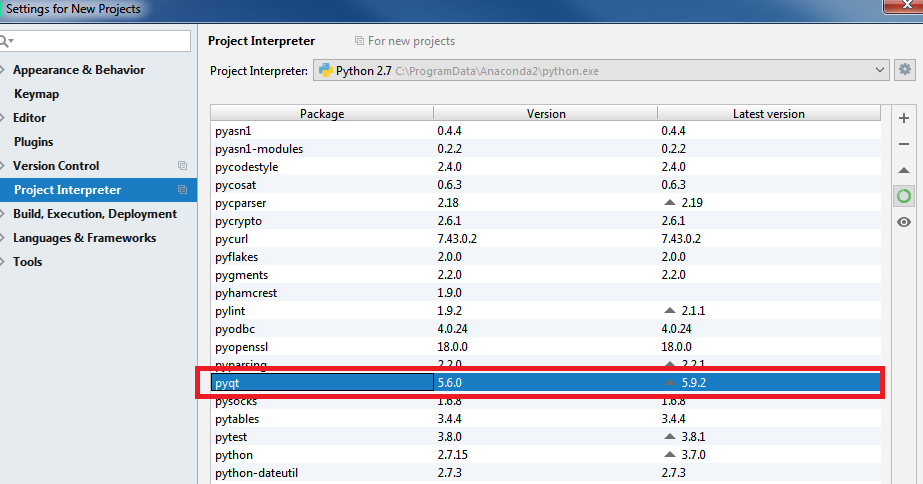 Settings for New Projects
Project Interpreter For new projects
Project Interpreter: Python 2.7 C:\ProgramData\Anaconda2\python.exe
Appearance & Behavior
Keymap
Editor
Plugins
Version Control
Project Interpreter
Build, Execution, Deployment
Languages & Frameworks
Tools
Package Version Latest version
pyasn1 0.4.4 0.4.4
pyasn1-modules 0.2.2 0.2.2
pycodestyle 2.4.0 2.4.0
pycosat 0.6.3 0.6.3
pycparser 2.18 2.19
pycrypto 2.6.1 2.6.1
pycurl 7.43.0.2 7.43.0.2
pyflakes 2.0.0 2.0.0
pygments 2.2.0 2.2.0
pyhamcrest 1.9.0
pylint 1.9.2 2.1.1
pyodbc 4.0.24 4.0.24
pyopenssl 18.0.0 18.0.0
pyparsing 2.2.0 2.2.1
pyqt 5.6.0 5.9.2
pysocks 1.6.8 1.6.8
pytables 3.4.4 3.4.4
pytest 3.8.0 3.8.1
python 2.7.15 3.7.0
python-dateutil 2.7.3 2.7.3